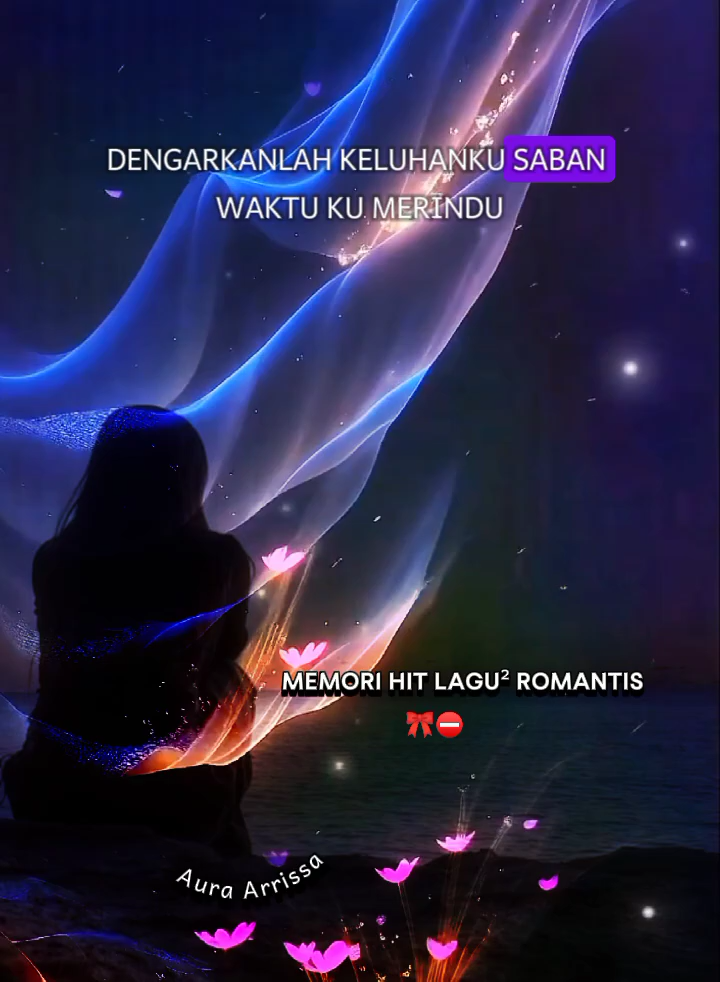 DENGARKANLAH KELUHANKU SABAN
WAKTU KU MERINDU
MEMORI HIT LAGU² ROMANTIS
🎀⛔
Aura Arrissa